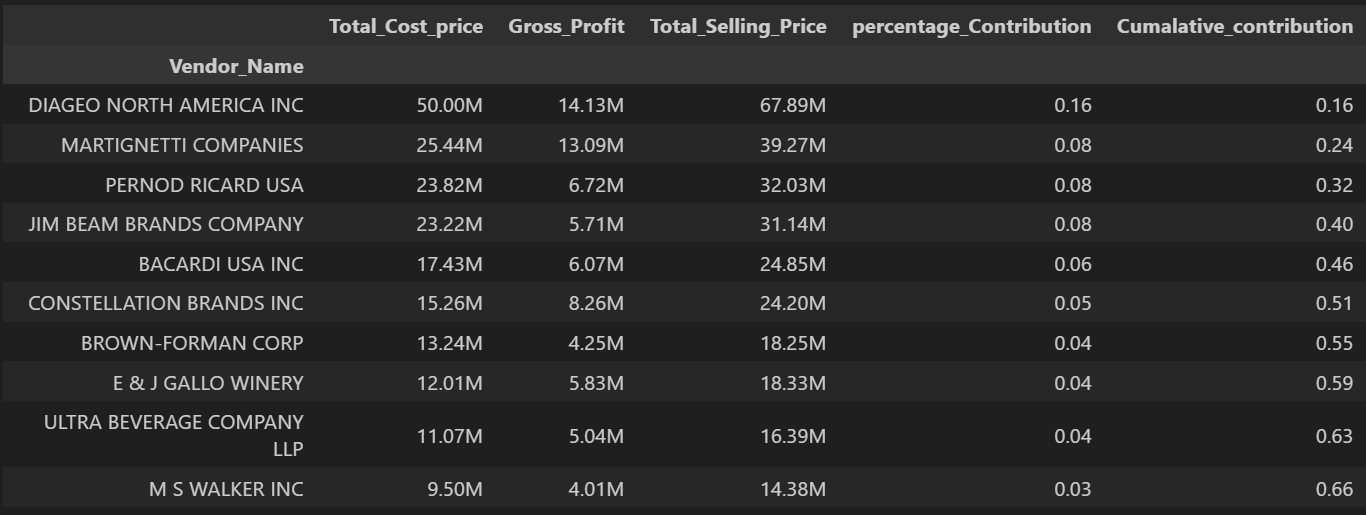 Total_Cost_price Gross_Profit Total_Selling_Price percentage_Contribution Cumalative_contribution
Vendor_Name
DIAGEO NORTH AMERICA INC 50.00M 14.13M 67.89M 0.16 0.16
MARTIGNETTI COMPANIES 25.44M 13.09M 39.27M 0.08 0.24
PERNOD RICARD USA 23.82M 6.72M 32.03M 0.08 0.32
JIM BEAM BRANDS COMPANY 23.22M 5.71M 31.14M 0.08 0.40
BACARDI USA INC 17.43M 6.07M 24.85M 0.06 0.46
CONSTELLATION BRANDS INC 15.26M 8.26M 24.20M 0.05 0.51
BROWN-FORMAN CORP 13.24M 4.25M 18.25M 0.04 0.55
E & J GALLO WINERY 12.01M 5.83M 18.33M 0.04 0.59
ULTRA BEVERAGE COMPANY
LLP 11.07M 5.04M 16.39M 0.04 0.63
M S WALKER INC 9.50M 4.01M 14.38M 0.03 0.66